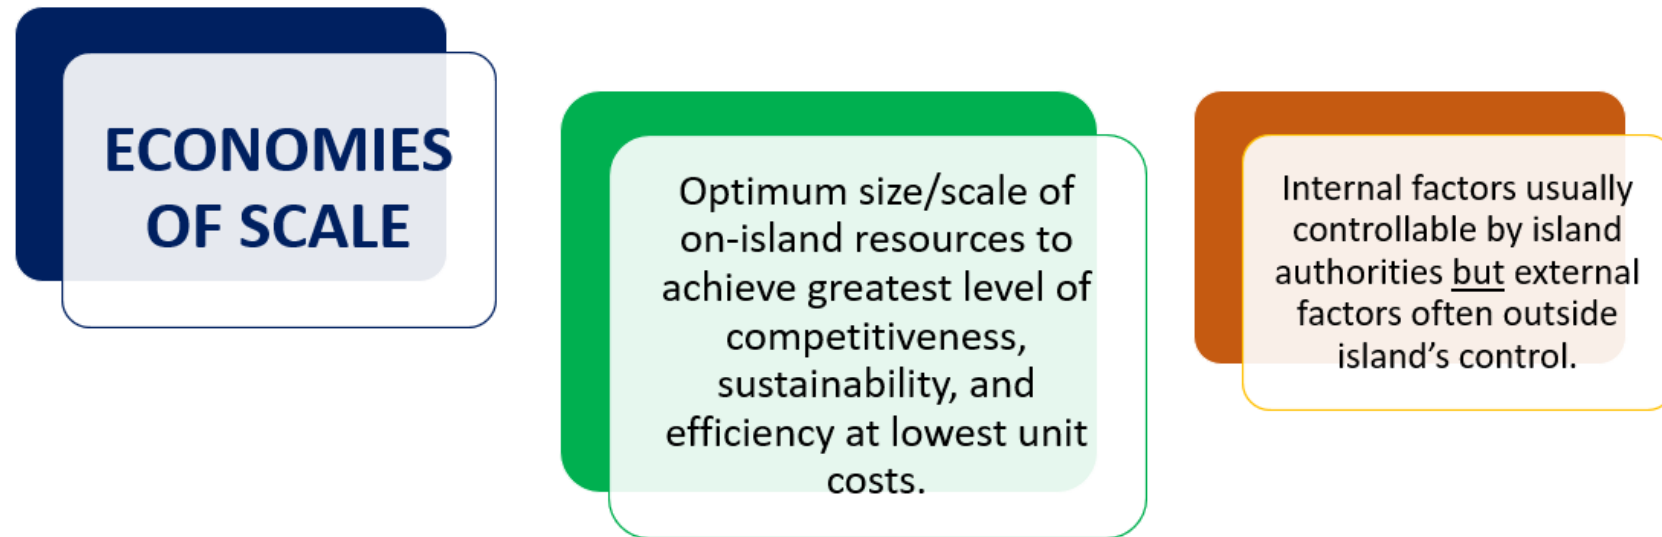 ECONOMIES
OF SCALE
Optimum size/scale of
on-island resources to
achieve greatest level of
competitiveness,
sustainability, and
efficiency at lowest unit
costs.
Internal factors usually
controllable by island
authorities but external
factors often outside
island’s control.